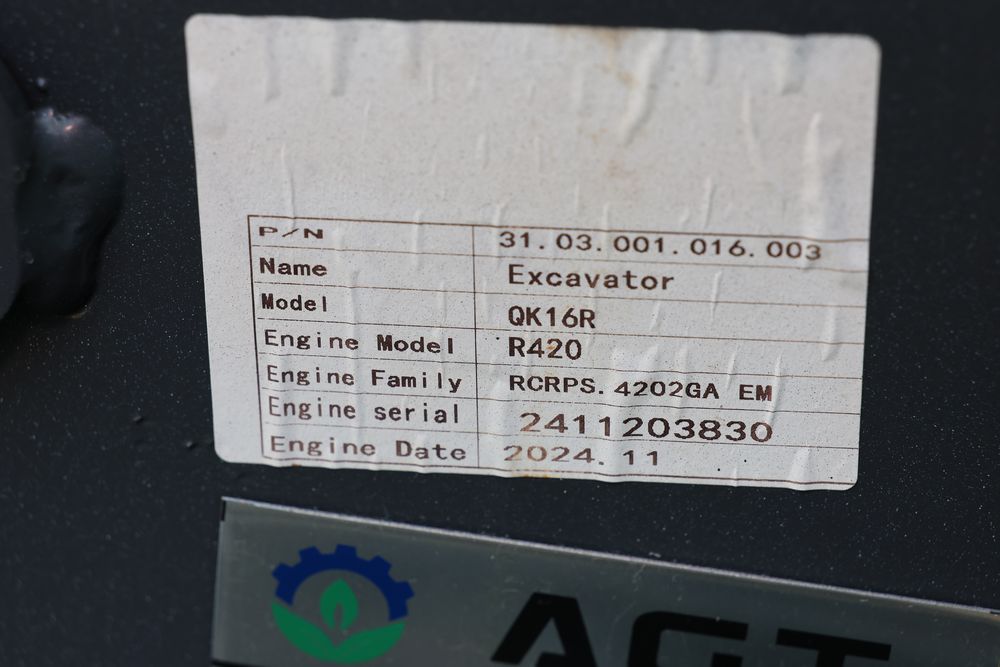 P/N 31.03.001.016.003
Name Excavator
Model QK16R
Engine Model R420
Engine Family RCRPS.4202GA EM
Engine serial 2411203830
Engine Date 2024.11
AGT